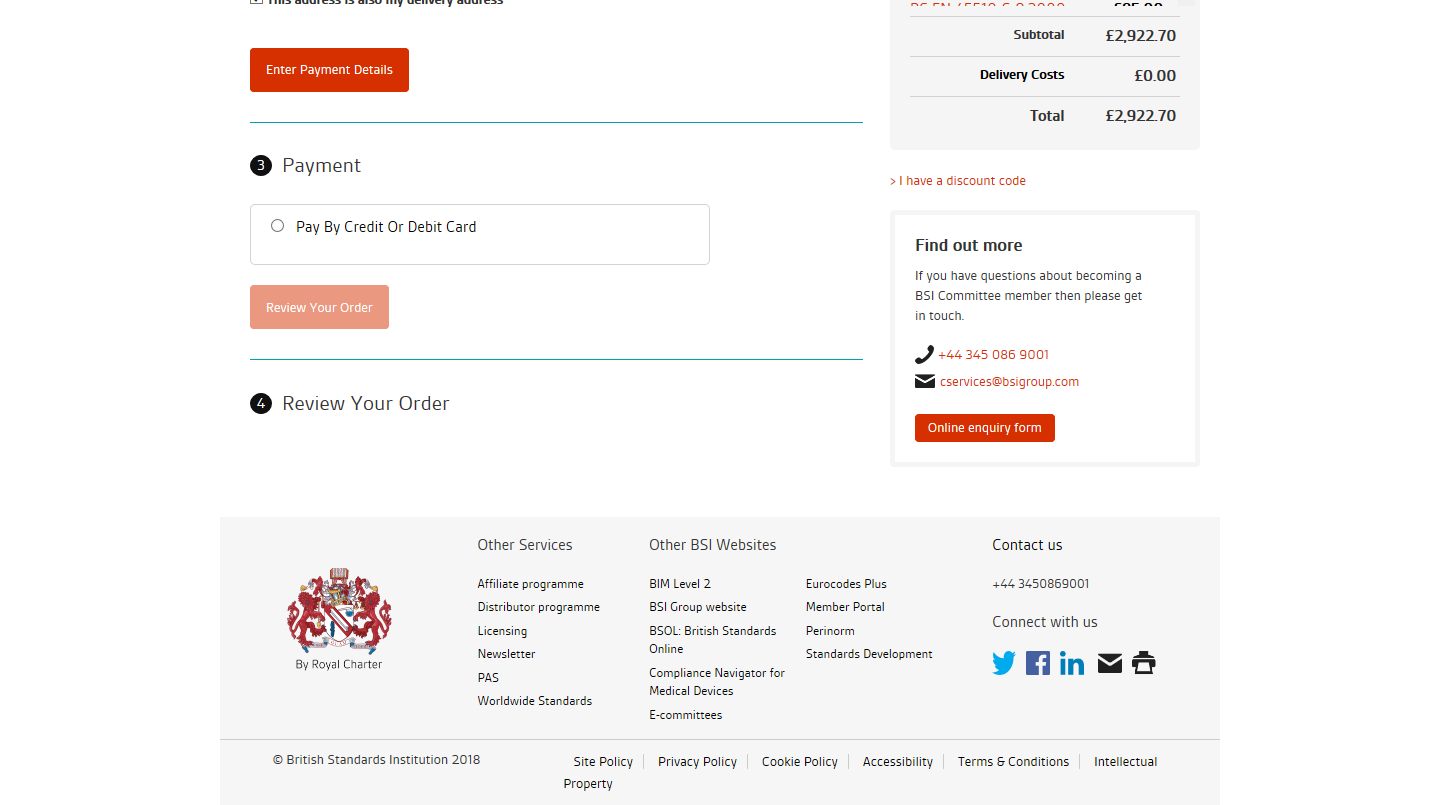 This address is also my delivery address
Enter Payment Details
3 Payment
Pay By Credit Or Debit Card
Review Your Order
4 Review Your Order
Subtotal £2,922.70
Delivery Costs £0.00
Total £2,922.70
> I have a discount code
Find out more
If you have questions about becoming a
BSI Committee member then please get
in touch.
+44 345 086 9001
cservices@bsigroup.com
Online enquiry form
By Royal Charter
Other Services
Affiliate programme
Distributor programme
Licensing
Newsletter
PAS
Worldwide Standards
Other BSI Websites
BIM Level 2
BSI Group website
BSOL: British Standards
Online
Compliance Navigator for
Medical Devices
E-committees
Eurocodes Plus
Member Portal
Perinorm
Standards Development
Contact us
+44 3450869001
Connect with us
© British Standards Institution 2018
Site Policy Privacy Policy Cookie Policy Accessibility Terms & Conditions Intellectual
Property